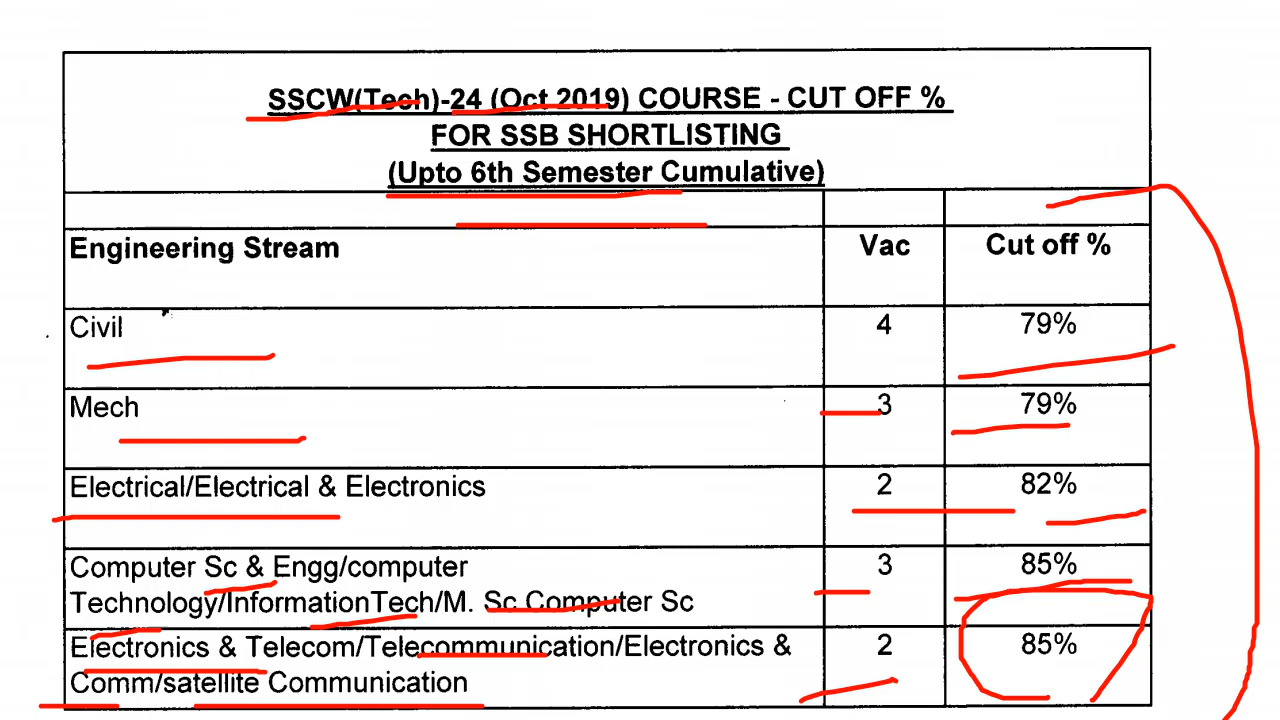 SSCW(Tech)-24 (Oct 2019) COURSE - CUT OFF %
FOR SSB SHORTLISTING
(Upto 6th Semester Cumulative)
Engineering Stream Vac Cut off %
Civil 4 79%
Mech 3 79%
Electrical/Electrical & Electronics 2 82%
Computer Sc & Engg/computer 3 85%
Technology/InformationTech/M. Sc Computer Sc
Electronics & Telecom/Telecommunication/Electronics & 2 85%
Comm/satellite Communication